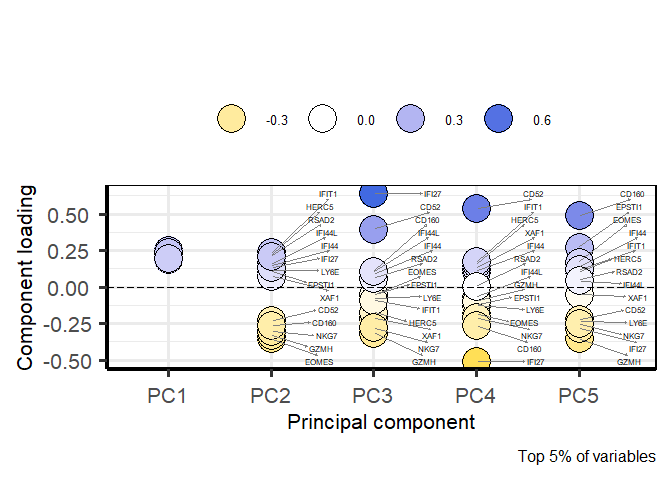 -0.3 0.0 0.3 0.6
Component loading
0.50
0.25
0.00
-0.25
-0.50
IFIT1
HERC5
RSAD2
IFI44L
IFI44
IFI27
LY6E
EPSTI1
XAF1
CD52
CD160
NKG7
GZMH
EOMES
IFI27
CD52
CD160
IFI44L
IFI44
RSAD2
EOMES
EPSTI1
LY6E
IFIT1
HERC5
XAF1
NKG7
GZMH
CD52
IFIT1
HERC5
XAF1
IFI44
RSAD2
IFI44L
GZMH
EPSTI1
LY6E
EOMES
NKG7
CD160
IFI27
CD160
EPSTI1
EOMES
IFI44
IFIT1
HERC5
RSAD2
IFI44L
XAF1
CD52
LY6E
NKG7
IFI27
GZMH
PC1 PC2 PC3 PC4 PC5
Principal component
Top 5% of variables